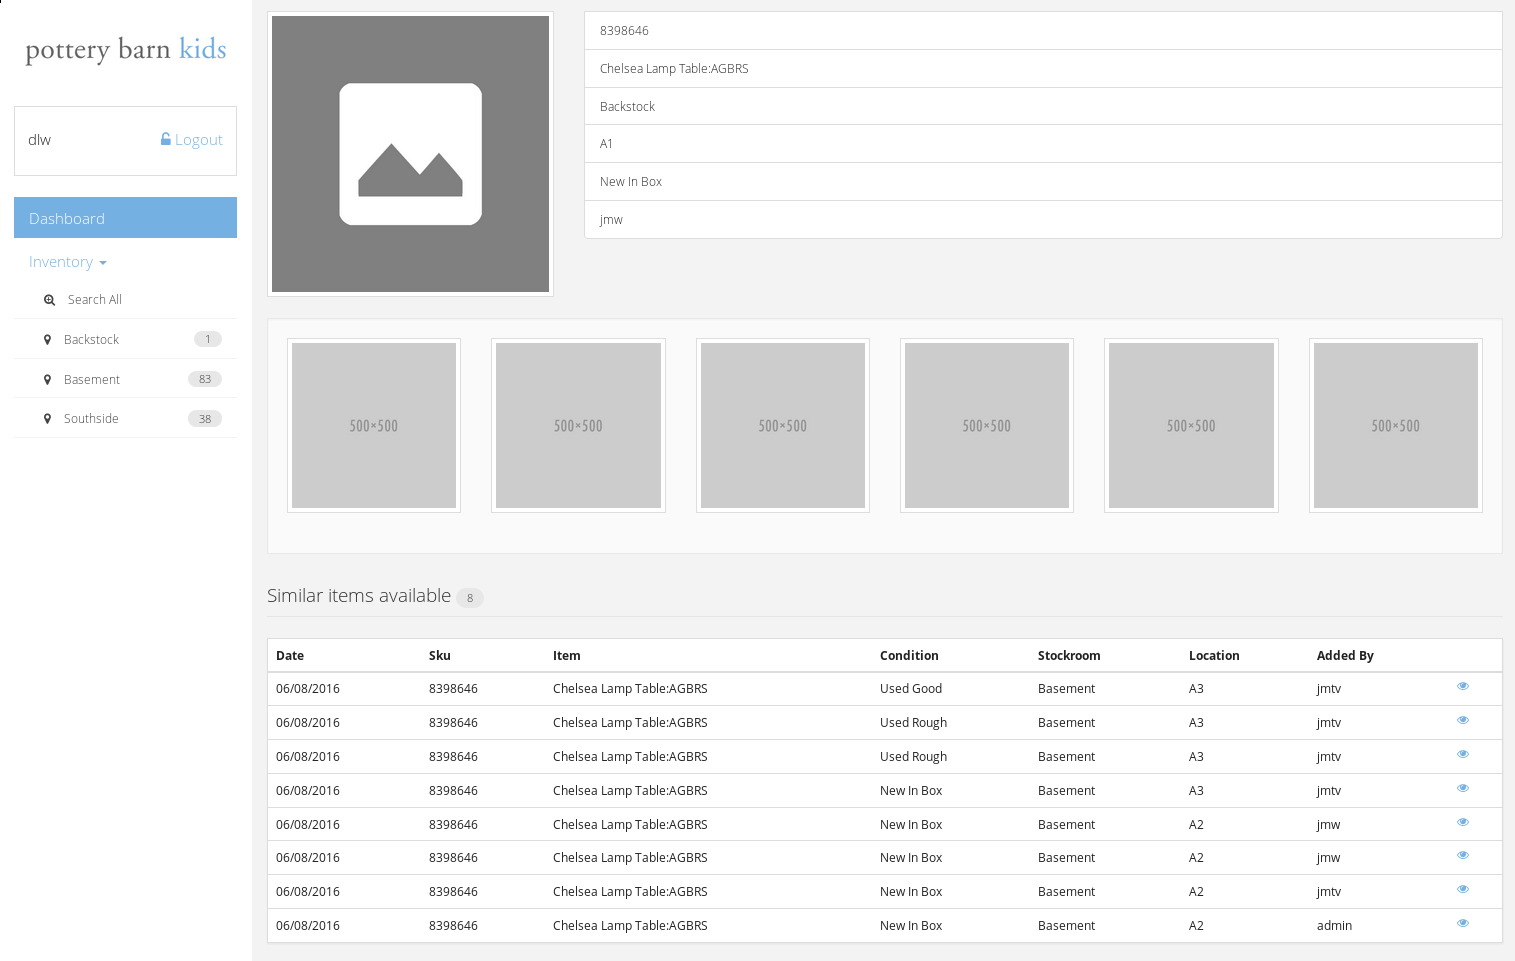 pottery barn kids
dlw Logout
Dashboard
Inventory
Search All
Backstock 1
Basement 83
Southside 38
8398646
Chelsea Lamp Table:AGBRS
Backstock
A1
New In Box
jmw
500×500 500×500 500×500 500×500 500×500 500×500
Similar items available 8
Date Sku Item Condition Stockroom Location Added By
06/08/2016 8398646 Chelsea Lamp Table:AGBRS Used Good Basement A3 jmtv
06/08/2016 8398646 Chelsea Lamp Table:AGBRS Used Rough Basement A3 jmtv
06/08/2016 8398646 Chelsea Lamp Table:AGBRS Used Rough Basement A3 jmtv
06/08/2016 8398646 Chelsea Lamp Table:AGBRS New In Box Basement A3 jmtv
06/08/2016 8398646 Chelsea Lamp Table:AGBRS New In Box Basement A2 jmw
06/08/2016 8398646 Chelsea Lamp Table:AGBRS New In Box Basement A2 jmw
06/08/2016 8398646 Chelsea Lamp Table:AGBRS New In Box Basement A2 jmtv
06/08/2016 8398646 Chelsea Lamp Table:AGBRS New In Box Basement A2 admin